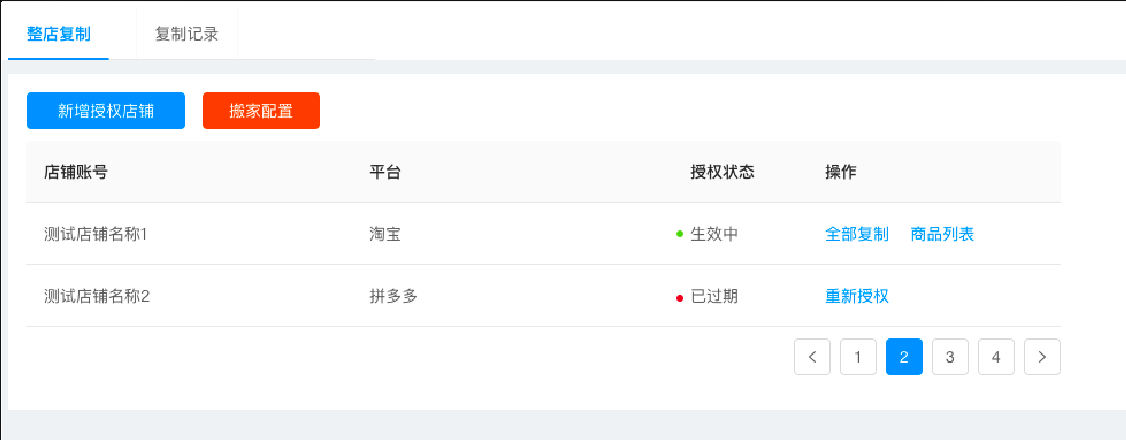 整店复制 复制记录
新增授权店铺 搬家配置
店铺账号 平台 授权状态 操作
测试店铺名称1 淘宝 生效中 全部复制 商品列表
测试店铺名称2 拼多多 已过期 重新授权
1 2 3 4